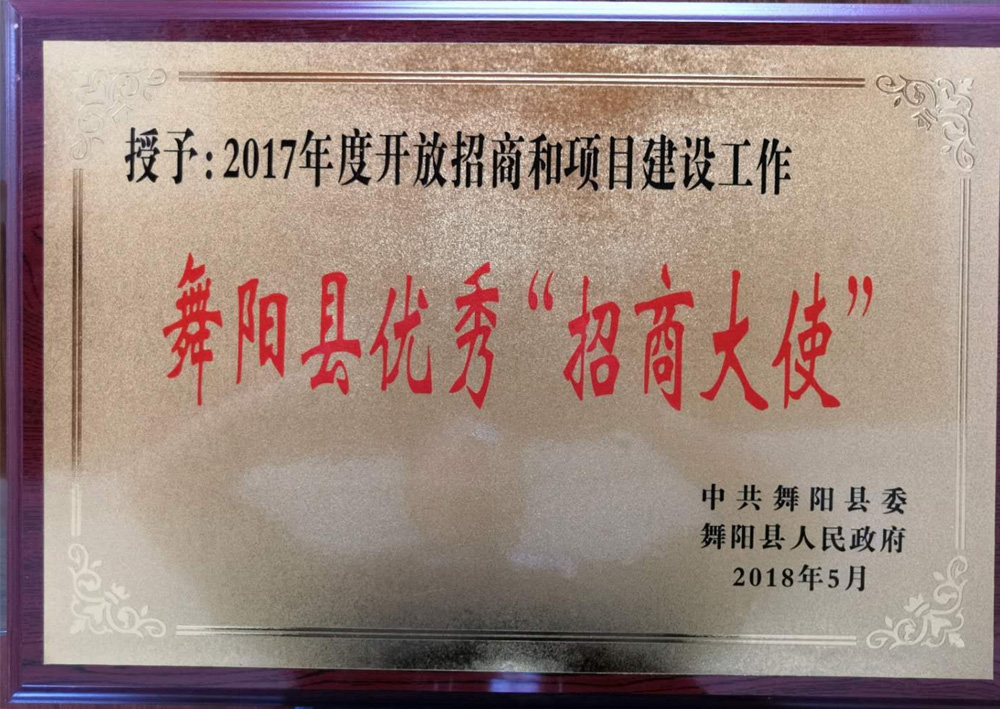 授予：2017年度开放招商和项目建设工作
舞阳县优秀“招商大使”
中共舞阳县委
舞阳县人民政府
2018年5月